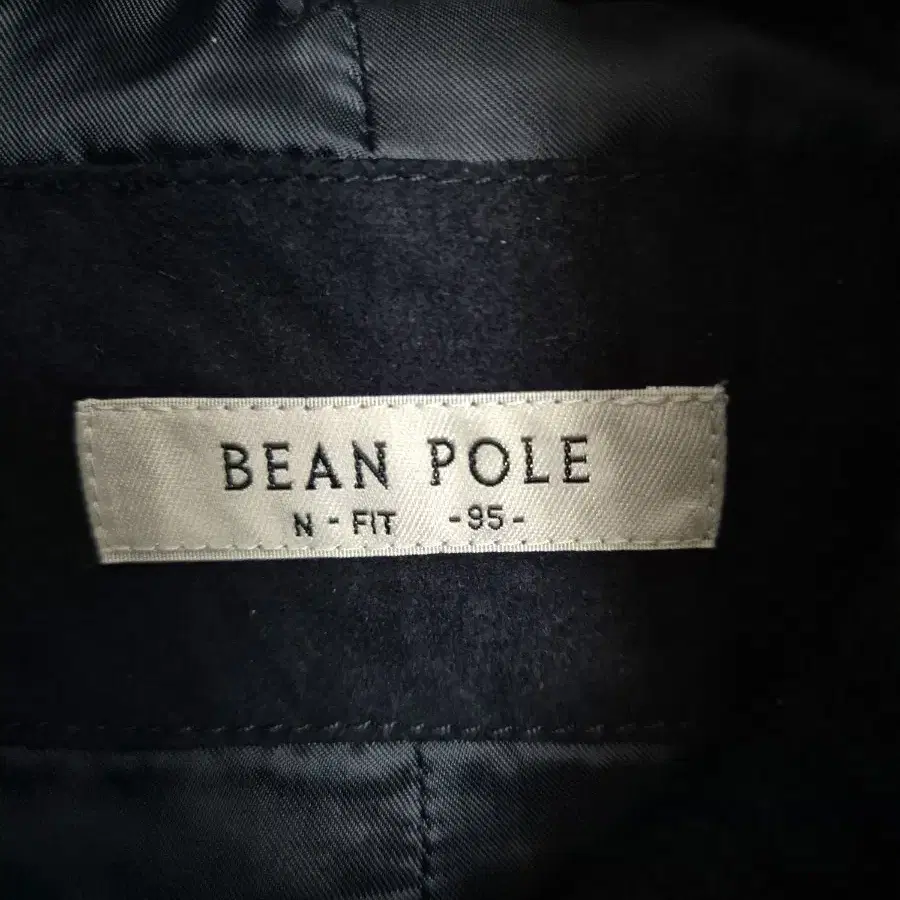 BEAN POLE
N - FIT -95-